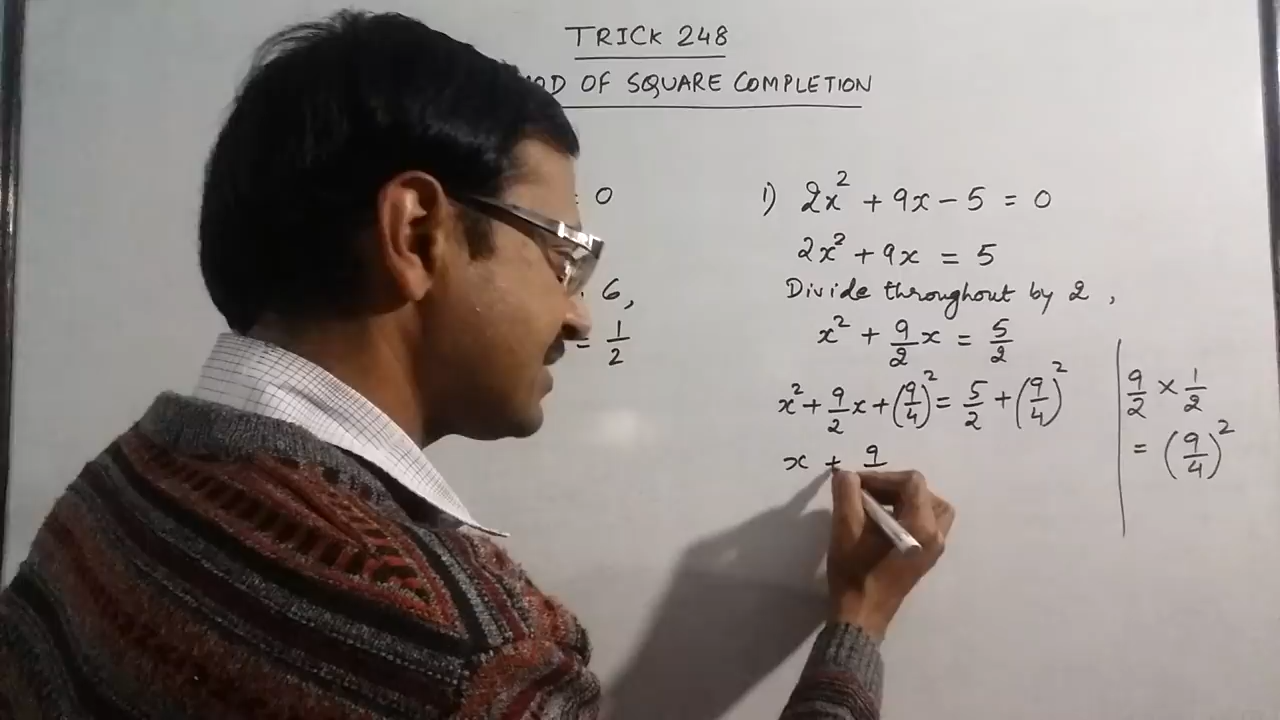 TRICK 248
OF SQUARE COMPLETION
= 0
6,
= 1/2
1) 2x² + 9x - 5 = 0
2x² + 9x = 5
Divide throughout by 2,
x² + 9/2 x = 5/2
x² + 9/2 x + (9/4)² = 5/2 + (9/4)²
x + 9
9/2 × 1/2
= (9/4)²